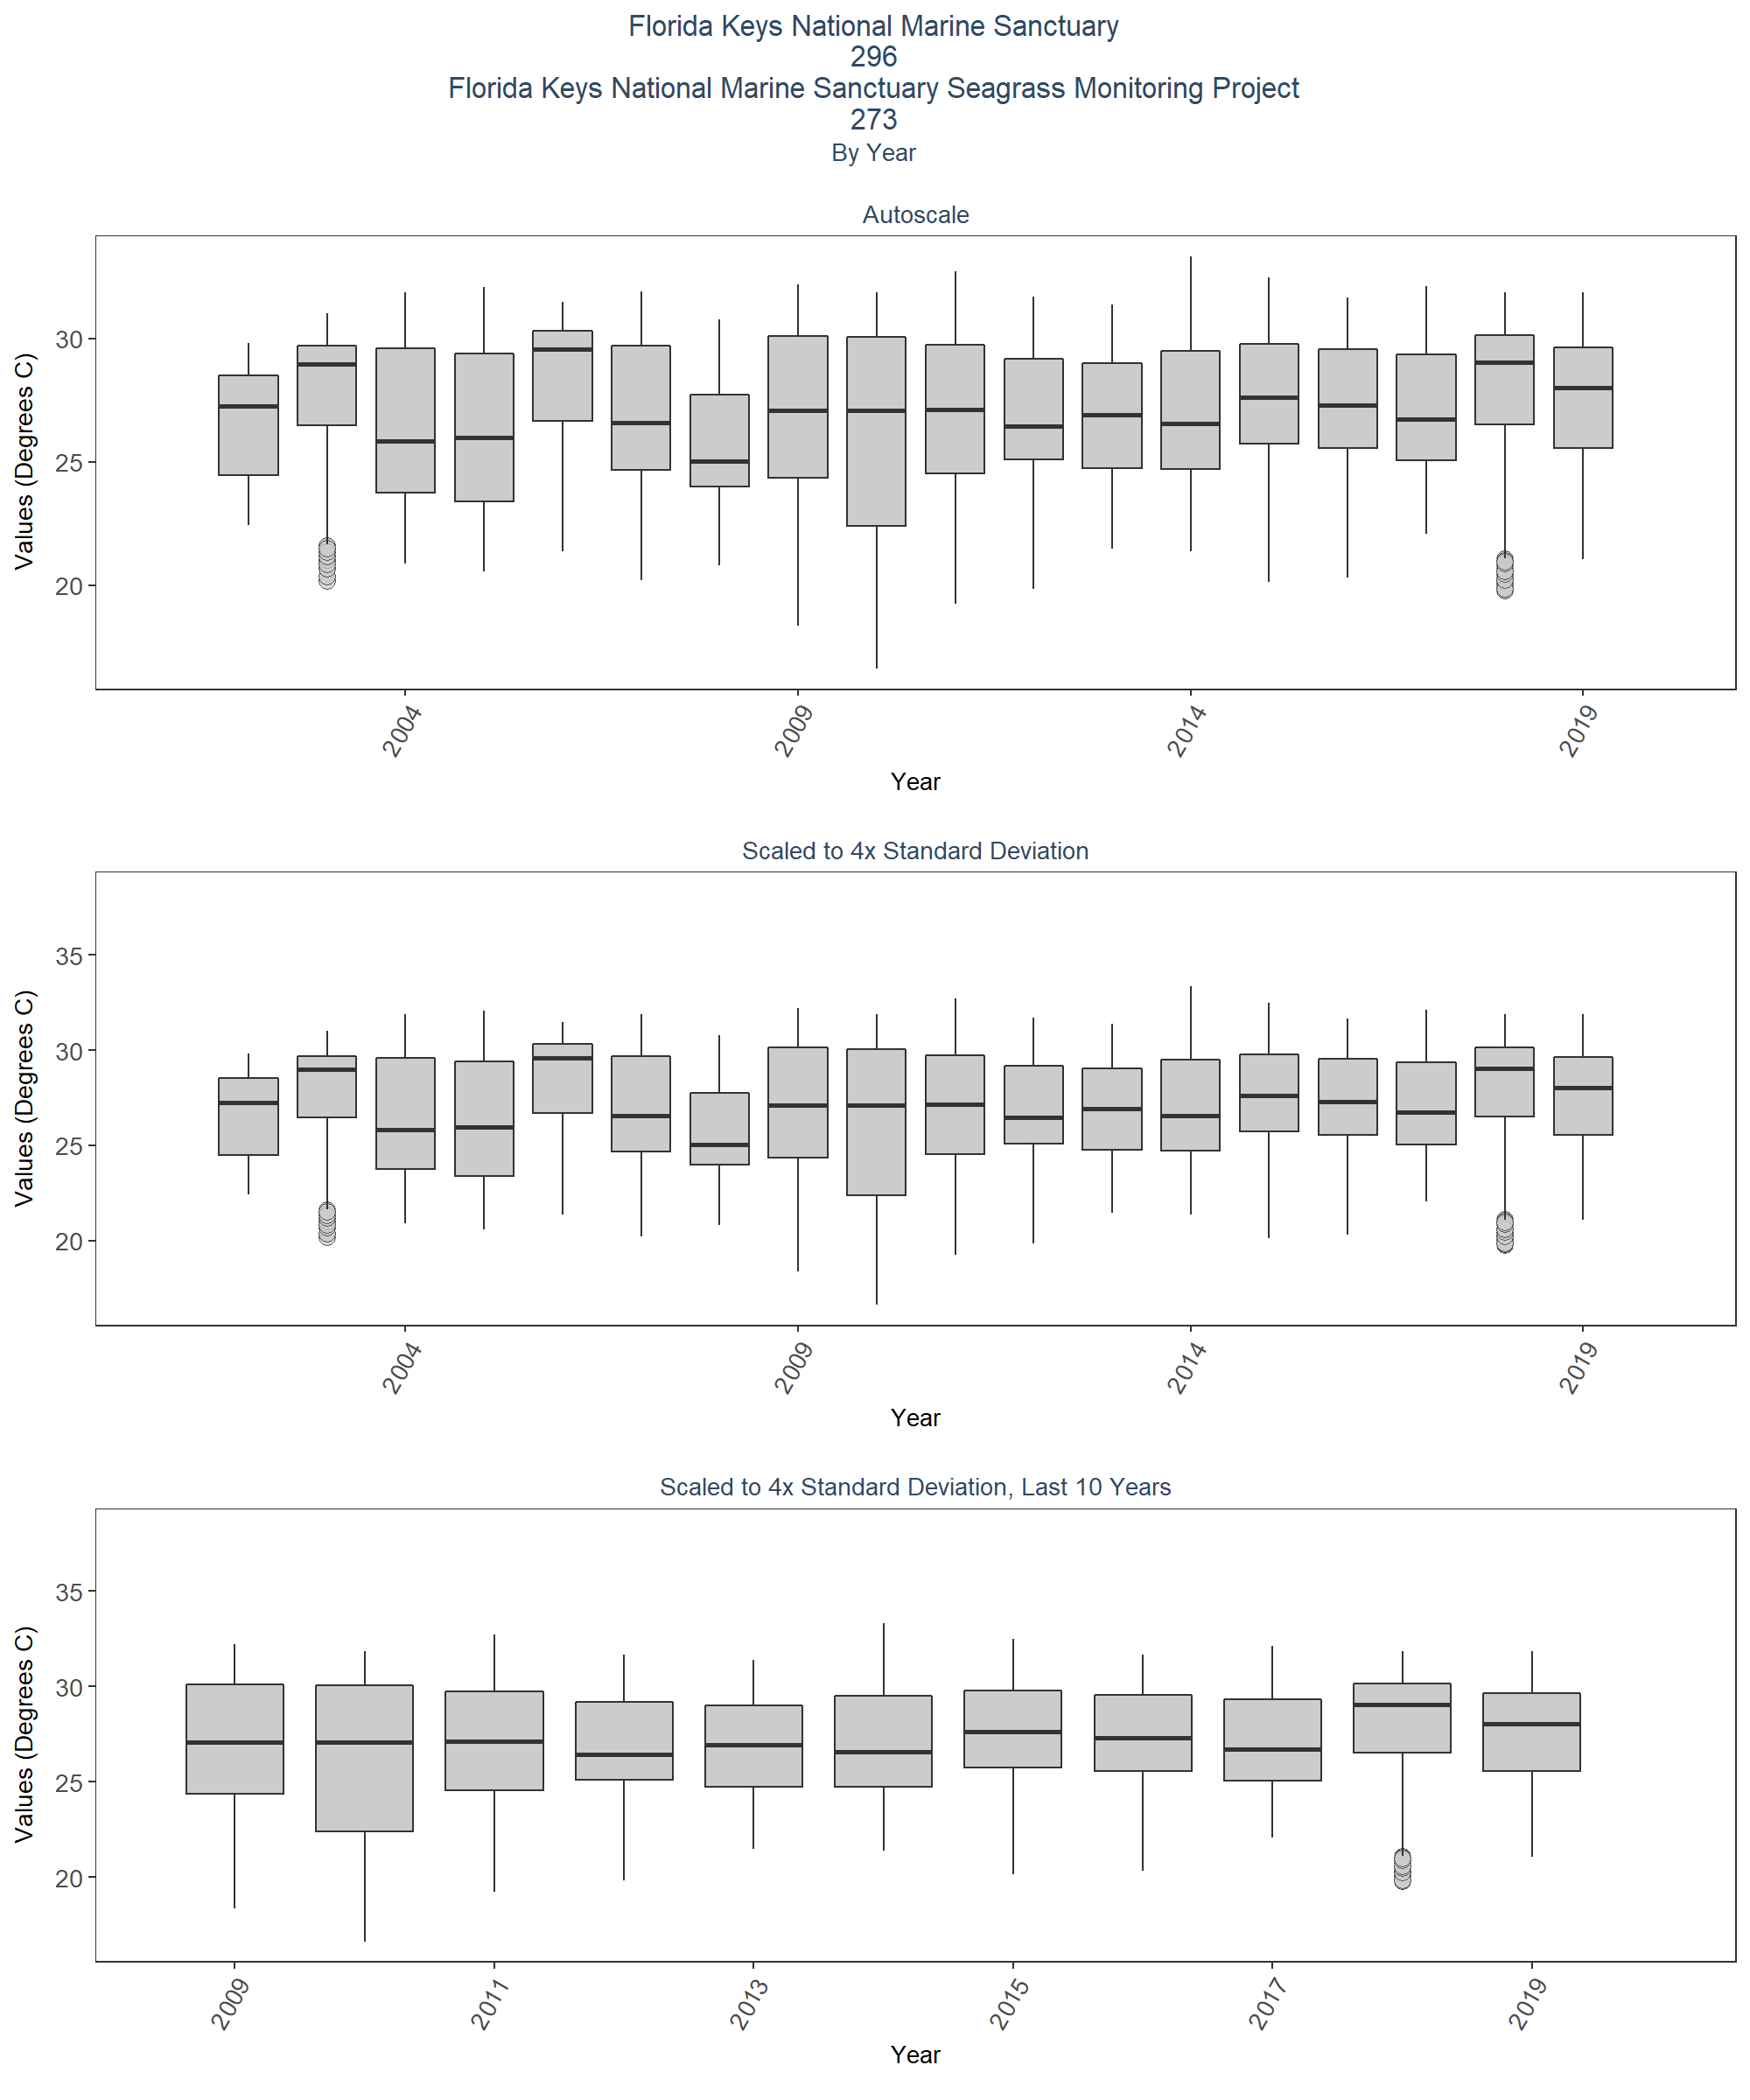 Florida Keys National Marine Sanctuary
296
Florida Keys National Marine Sanctuary Seagrass Monitoring Project
273
By Year
Autoscale
Values (Degrees C)
30
25
20
2004
2009
2014
2019
Year
Scaled to 4x Standard Deviation
Values (Degrees C)
35
30
25
20
2004
2009
2014
2019
Year
Scaled to 4x Standard Deviation, Last 10 Years
Values (Degrees C)
35
30
25
20
2009
2011
2013
2015
2017
2019
Year